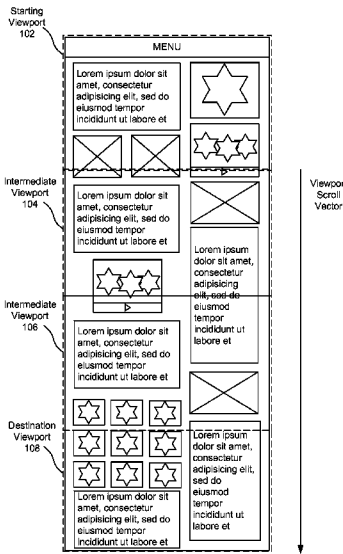 Starting
Viewport
102
MENU
Lorem ipsum dolor sit
amet, consectetur
adipisicing elit, sed do
eiusmod tempor
incididunt ut labore et
Intermediate
Viewport
104
Lorem ipsum dolor sit
amet, consectetur
adipisicing elit, sed do
eiusmod tempor
incididunt ut labore et
Viewport
Scroll
Vector
Lorem ipsum
dolor sit amet,
consectetur
adipisicing
elit, sed do
eiusmod
tempor
incididunt ut
labore et
Intermediate
Viewport
106
Lorem ipsum dolor sit
amet, consectetur
adipisicing elit, sed do
eiusmod tempor
incididunt ut labore et
Destination
Viewport
108
Lorem ipsum
dolor sit amet,
consectetur
adipisicing
elit, sed do
eiusmod
tempor
incididunt ut
labore et
Lorem ipsum dolor sit
amet, consectetur
adipisicing elit, sed do
eiusmod tempor
incididunt ut labore et